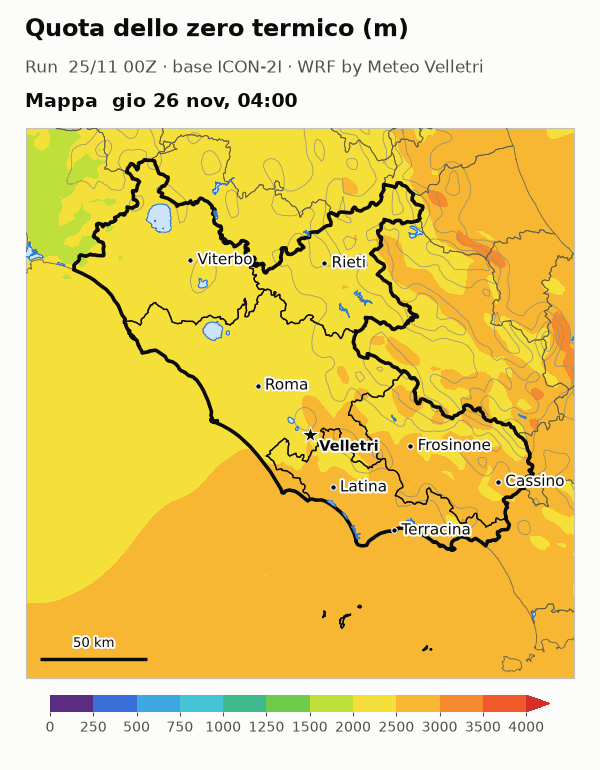 Quota dello zero termico (m)
Run 25/11 00Z · base ICON-2I · WRF by Meteo Velletri
Mappa gio 26 nov, 04:00
Viterbo
Rieti
Roma
Velletri
Frosinone
Cassino
Latina
Terracina
50 km
0 250 500 750 1000 1250 1500 2000 2500 3000 3500 4000